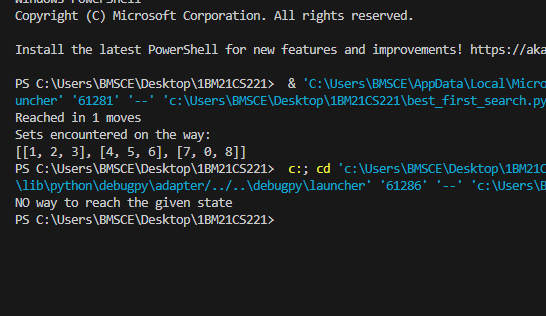 Windows PowerShell
Copyright (C) Microsoft Corporation. All rights reserved.
Install the latest PowerShell for new features and improvements! https://aka
PS C:\Users\BMSCE\Desktop\1BM21CS221>  & 'C:\Users\BMSCE\AppData\Local\Micro
uncher' '61281' '--' 'c:\Users\BMSCE\Desktop\1BM21CS221\best_first_search.py
Reached in 1 moves
Sets encountered on the way:
[[1, 2, 3], [4, 5, 6], [7, 0, 8]]
PS C:\Users\BMSCE\Desktop\1BM21CS221>  c:; cd 'c:\Users\BMSCE\Desktop\1BM21C
\lib\python\debugpy\adapter/../..\debugpy\launcher' '61286' '--' 'c:\Users\B
NO way to reach the given state
PS C:\Users\BMSCE\Desktop\1BM21CS221>